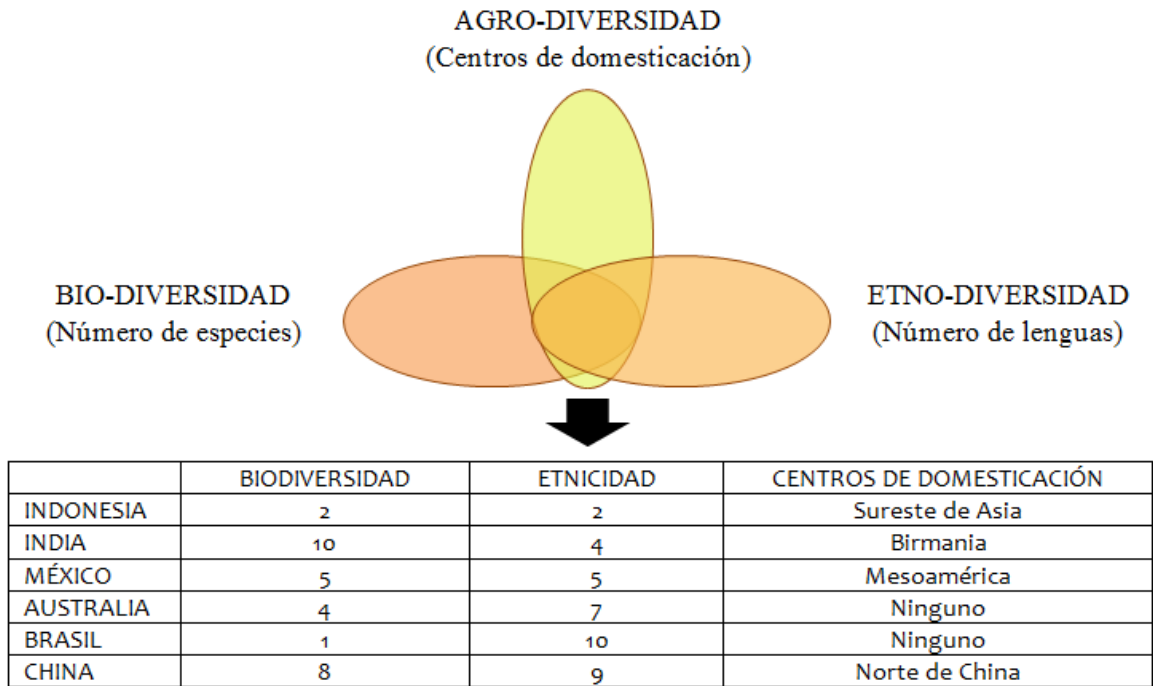 AGRO-DIVERSIDAD
(Centros de domesticación)
BIO-DIVERSIDAD
(Número de especies)
ETNO-DIVERSIDAD
(Número de lenguas)
BIODIVERSIDAD ETNICIDAD CENTROS DE DOMESTICACIÓN
INDONESIA 2 2 Sureste de Asia
INDIA 10 4 Birmania
MÉXICO 5 5 Mesoamérica
AUSTRALIA 4 7 Ninguno
BRASIL 1 10 Ninguno
CHINA 8 9 Norte de China